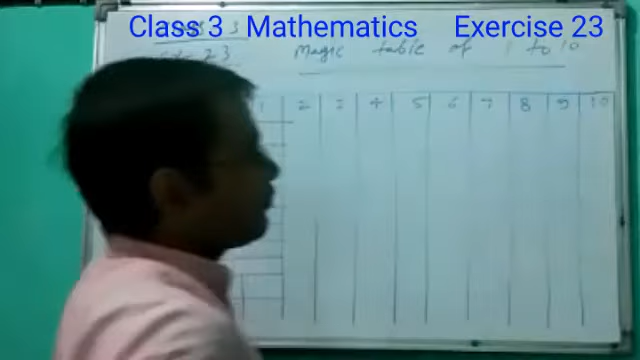 Class 3 Mathematics Exercise 23
Magic table of 1 to 10
1 2 3 4 5 6 7 8 9 10